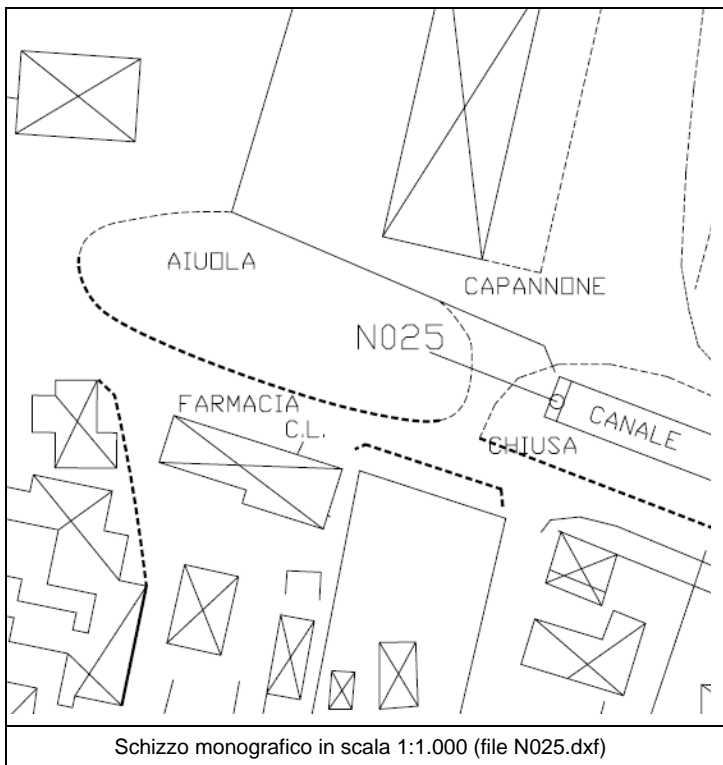 AIUOLA
CAPANNONE
N025
FARMACIA
C.L.
CANALE
CHIUSA
Schizzo monografico in scala 1:1.000 (file N025.dxf)